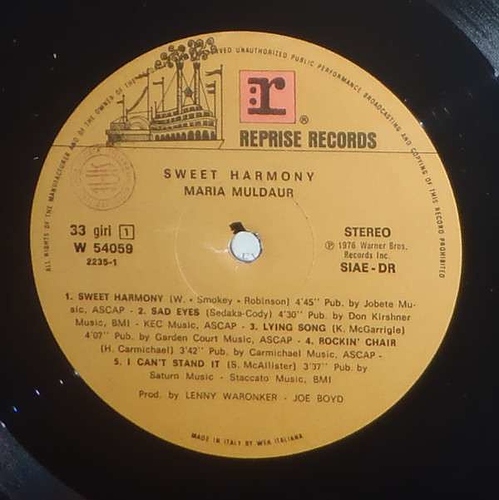 ALL RIGHTS OF THE MANUFACTURER AND OF THE OWNER OF THE RESERVED UNAUTHORIZED PUBLIC PERFORMANCE BROADCASTING AND COPYING OF THIS RECORD PROHIBITED
:r
®
REPRISE RECORDS
SWEET HARMONY
MARIA MULDAUR
33 giri 1
W 54059
2235-1
STEREO
℗ 1976 Warner Bros.
Records Inc.
SIAE-DR
1. SWEET HARMONY (W. • Smokey • Robinson) 4'45'' Pub. by Jobete Mu-
sic, ASCAP - 2. SAD EYES (Sedaka-Cody) 4'30'' Pub. by Don Kirshner
Music, BMI - KEC Music, ASCAP - 3. LYING SONG (K. McGarrigle)
4'07'' Pub. by Garden Court Music, ASCAP - 4. ROCKIN' CHAIR
(H. Carmichael) 3'42'' Pub. by Carmichael Music, ASCAP -
5. I CAN'T STAND IT (S. McAllister) 3'37'' Pub. by
Saturn Music - Staccato Music, BMI
Prod. by LENNY WARONKER - JOE BOYD
MADE IN ITALY BY WEA ITALIANA